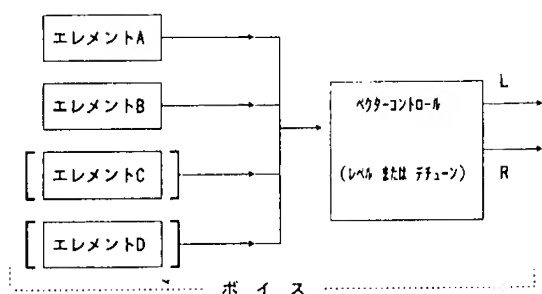 エレメントA
エレメントB
[エレメントC]
[エレメントD]
ベクターコントロール
(レベル または デチューン)
L
R
ボイス